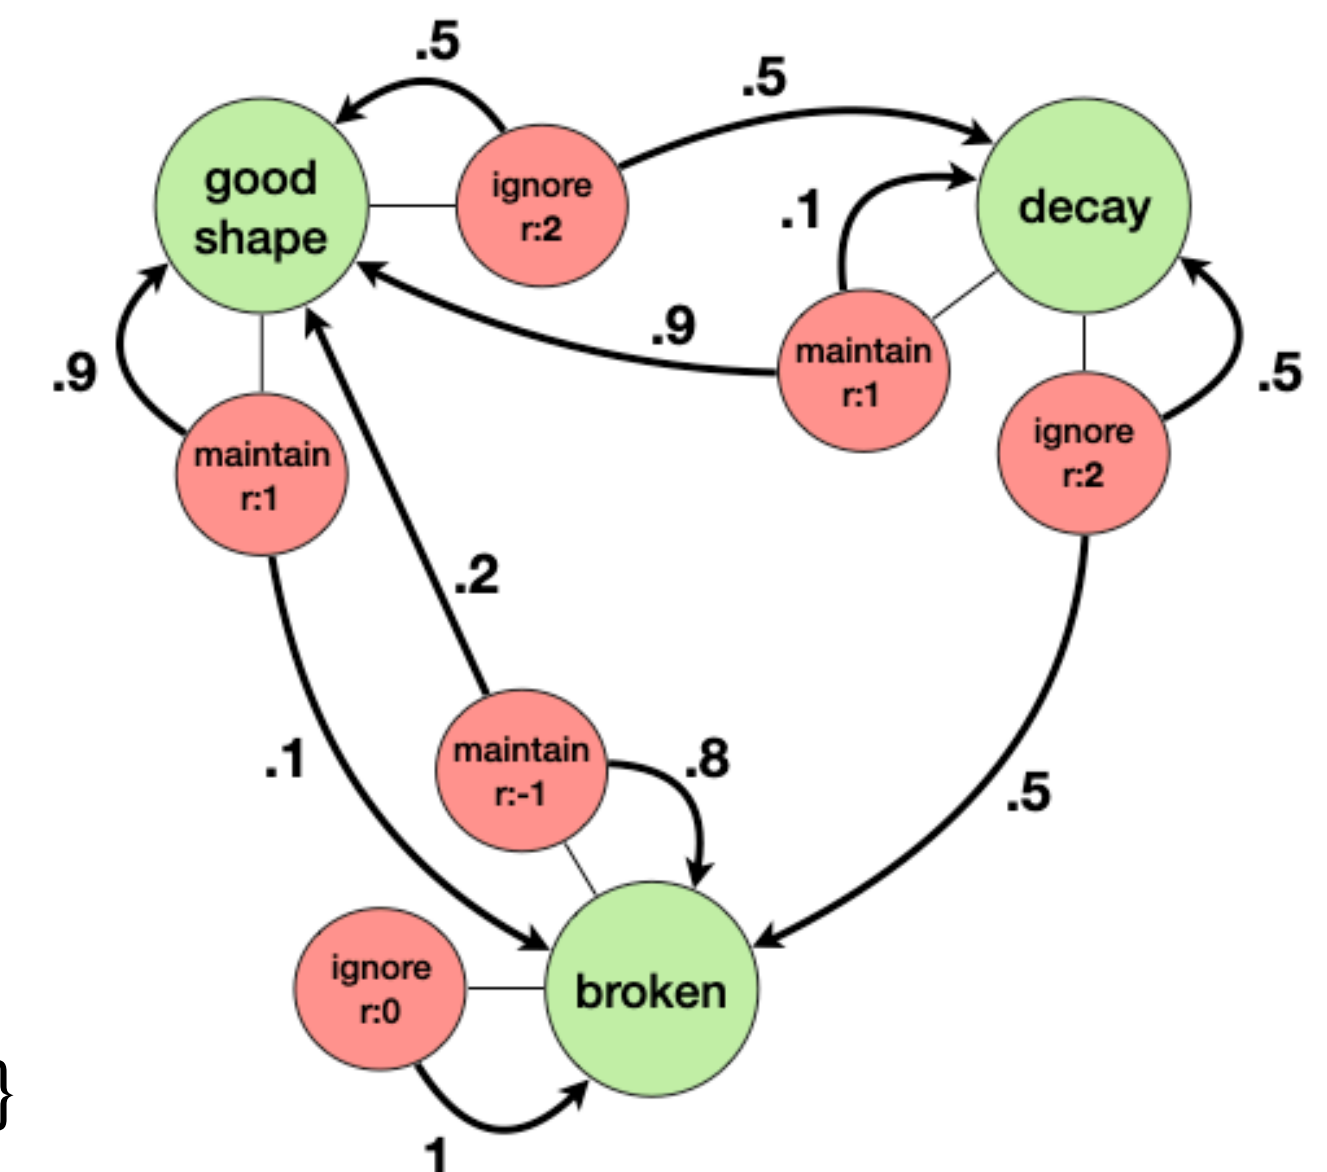 .5
.5
good
shape
ignore
r:2
decay
.1
.9
maintain
r:1
.9
maintain
r:1
ignore
r:2
.5
.2
.1
maintain
r:-1
.8
.5
ignore
r:0
broken
}
1